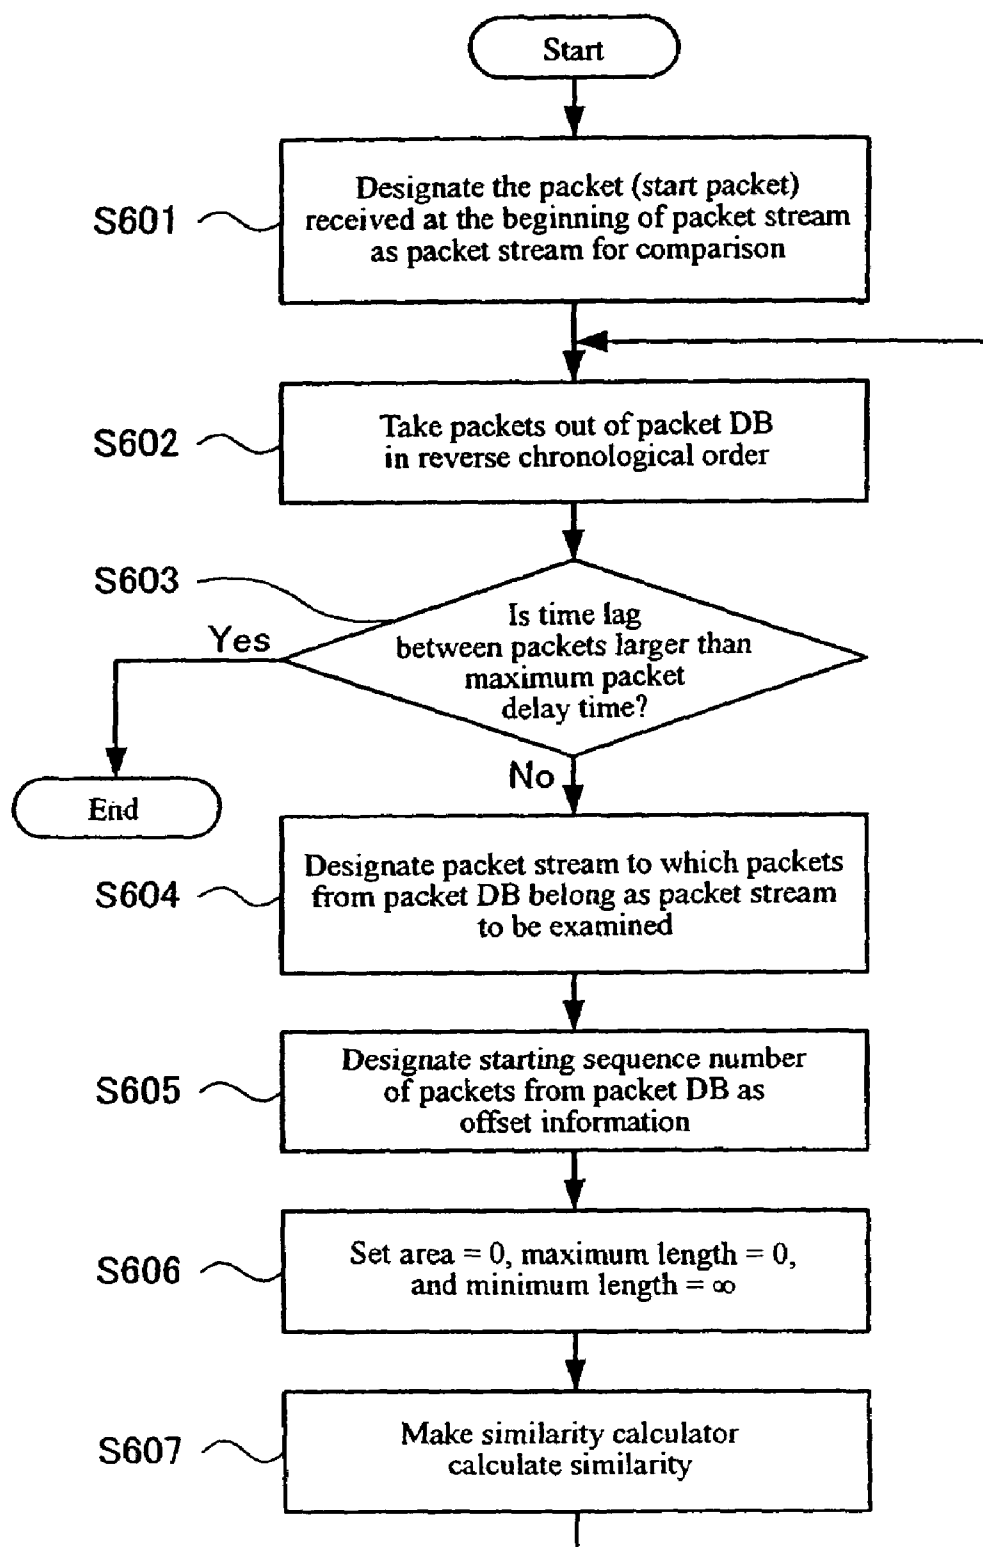 Start
S601
Designate the packet (start packet)
received at the beginning of packet stream
as packet stream for comparison
S602
Take packets out of packet DB
in reverse chronological order
S603
Is time lag
between packets larger than
maximum packet
delay time?
Yes
No
End
S604
Designate packet stream to which packets
from packet DB belong as packet stream
to be examined
S605
Designate starting sequence number
of packets from packet DB as
offset information
S606
Set area = 0, maximum length = 0,
and minimum length = ∞
S607
Make similarity calculator
calculate similarity